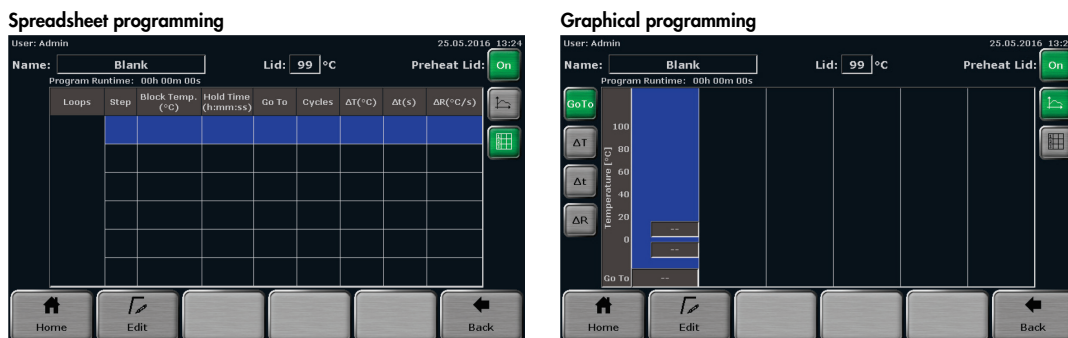 Spreadsheet programming
User: Admin 25.05.2016 13:24
Name: Blank Lid: 99 °C Preheat Lid: On
Program Runtime: 00h 00m 00s
Loops Step Block Temp. (°C) Hold Time (h:mm:ss) Go To Cycles ΔT(°C) Δt(s) ΔR(°C/s)
Home Edit Back
Graphical programming
User: Admin 25.05.2016 13:2
Name: Blank Lid: 99 °C Preheat Lid: On
Program Runtime: 00h 00m 00s
GoTo
ΔT
Δt
ΔR
Temperature [°C]
100
80
60
40
20
0
--
--
Go To --
Home Edit Back